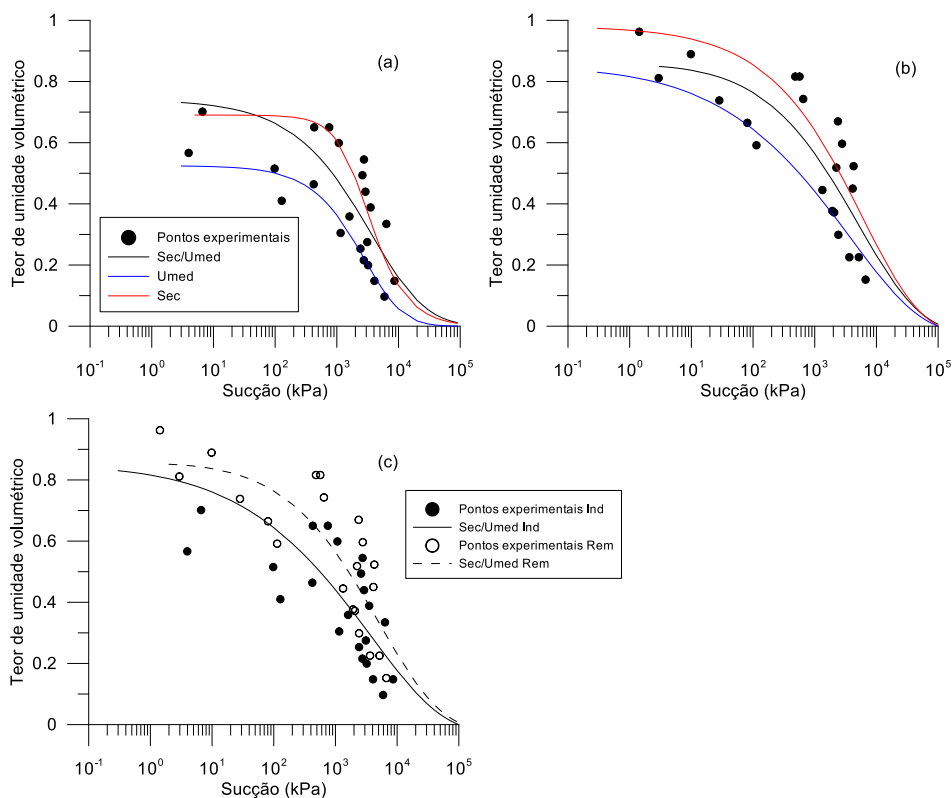 Teor de umidade volumétrico
1
0.8
0.6
0.4
0.2
0
(a)
Pontos experimentais
Sec/Umed
Umed
Sec
10-1 100 101 102 103 104 105
Sucção (kPa)
Teor de umidade volumétrico
1
0.8
0.6
0.4
0.2
0
(b)
10-1 100 101 102 103 104 105
Sucção (kPa)
Teor de umidade volumétrico
1
0.8
0.6
0.4
0.2
0
(c)
Pontos experimentais Ind
Sec/Umed Ind
Pontos experimentais Rem
Sec/Umed Rem
10-1 100 101 102 103 104 105
Sucção (kPa)